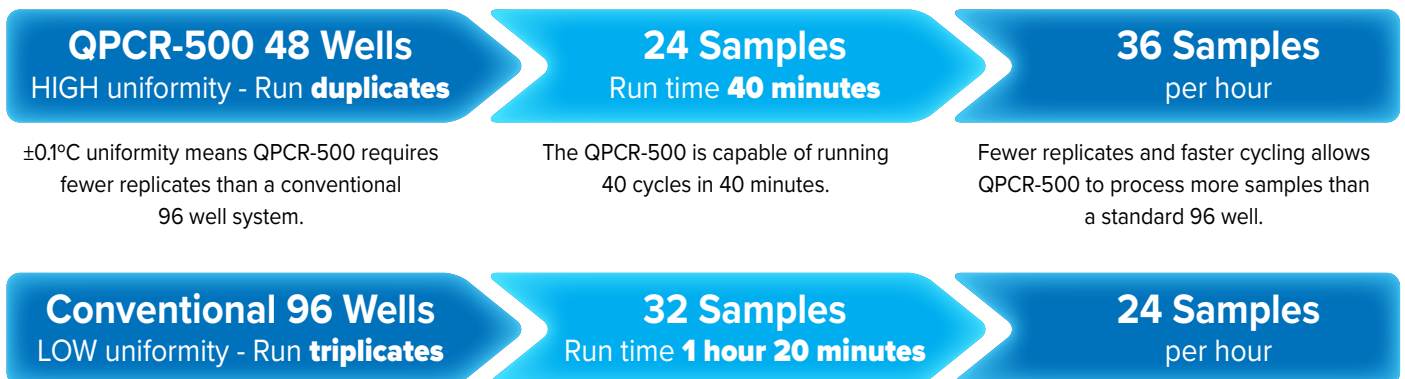 QPCR-500 48 Wells
HIGH uniformity - Run duplicates
24 Samples
Run time 40 minutes
36 Samples
per hour
±0.1ºC uniformity means QPCR-500 requires
fewer replicates than a conventional
96 well system.
The QPCR-500 is capable of running
40 cycles in 40 minutes.
Fewer replicates and faster cycling allows
QPCR-500 to process more samples than
a standard 96 well.
Conventional 96 Wells
LOW uniformity - Run triplicates
32 Samples
Run time 1 hour 20 minutes
24 Samples
per hour